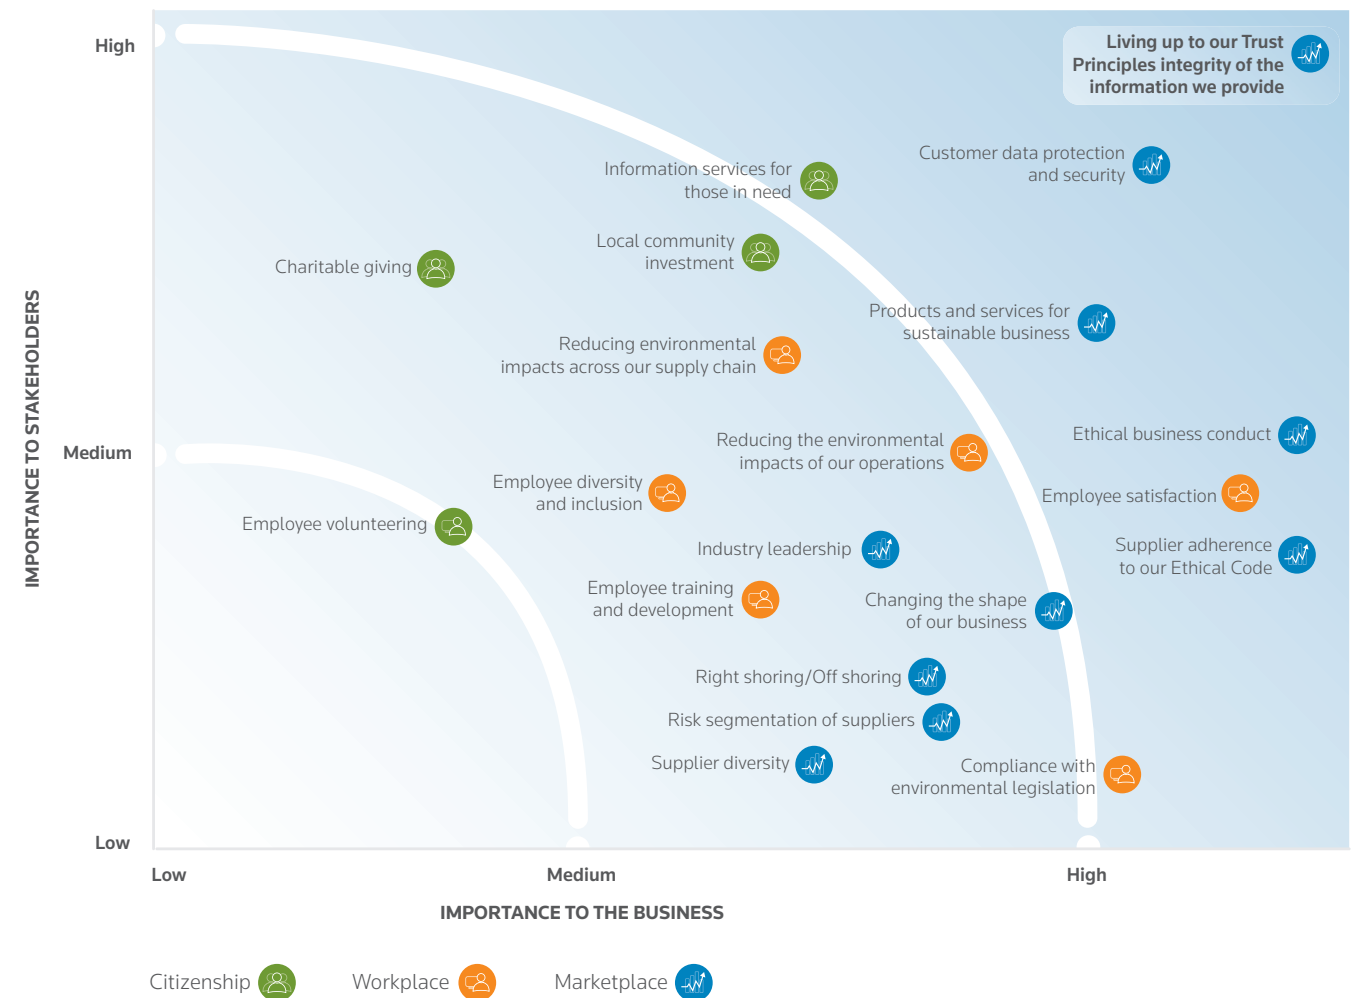 High
Living up to our Trust
Principles integrity of the
information we provide
Customer data protection
and security
Information services for
those in need
Local community
investment
Charitable giving
Products and services for
sustainable business
Reducing environmental
impacts across our supply chain
IMPORTANCE TO STAKEHOLDERS
Medium
Reducing the environmental
impacts of our operations
Ethical business conduct
Employee diversity
and inclusion
Employee satisfaction
Employee volunteering
Industry leadership
Supplier adherence
to our Ethical Code
Employee training
and development
Changing the shape
of our business
Right shoring/Off shoring
Risk segmentation of suppliers
Supplier diversity
Compliance with
environmental legislation
Low
Low
Medium
High
IMPORTANCE TO THE BUSINESS
Citizenship
Workplace
Marketplace